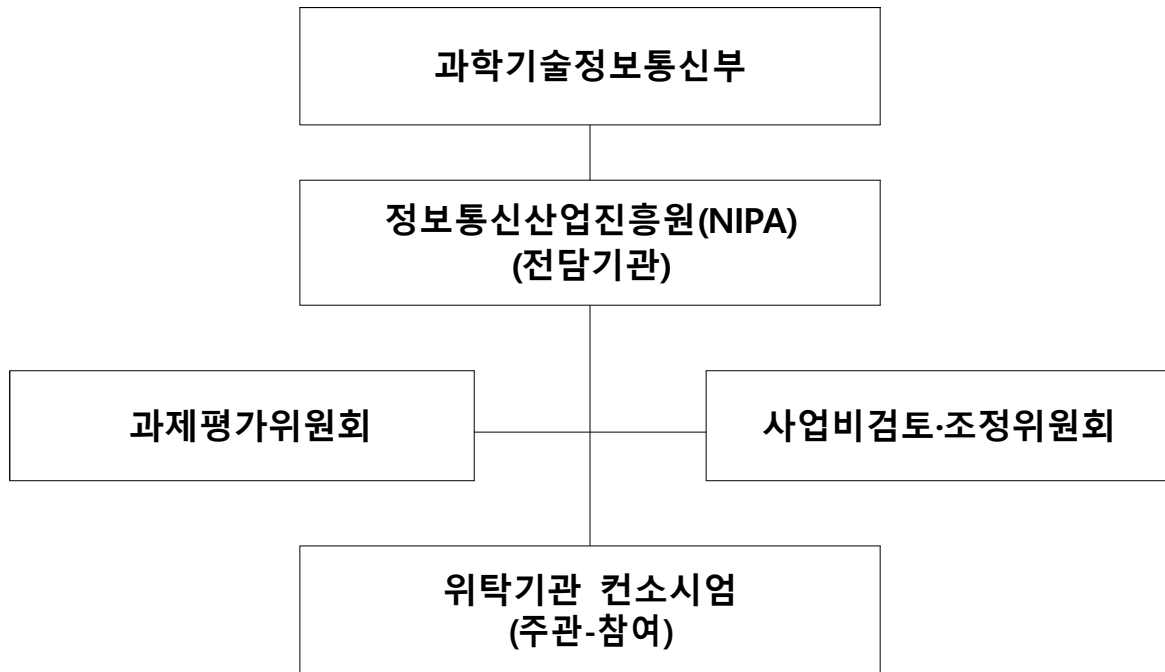 과학기술정보통신부
정보통신산업진흥원(NIPA)
(전담기관)
과제평가위원회
사업비검토·조정위원회
위탁기관 컨소시엄
(주관-참여)